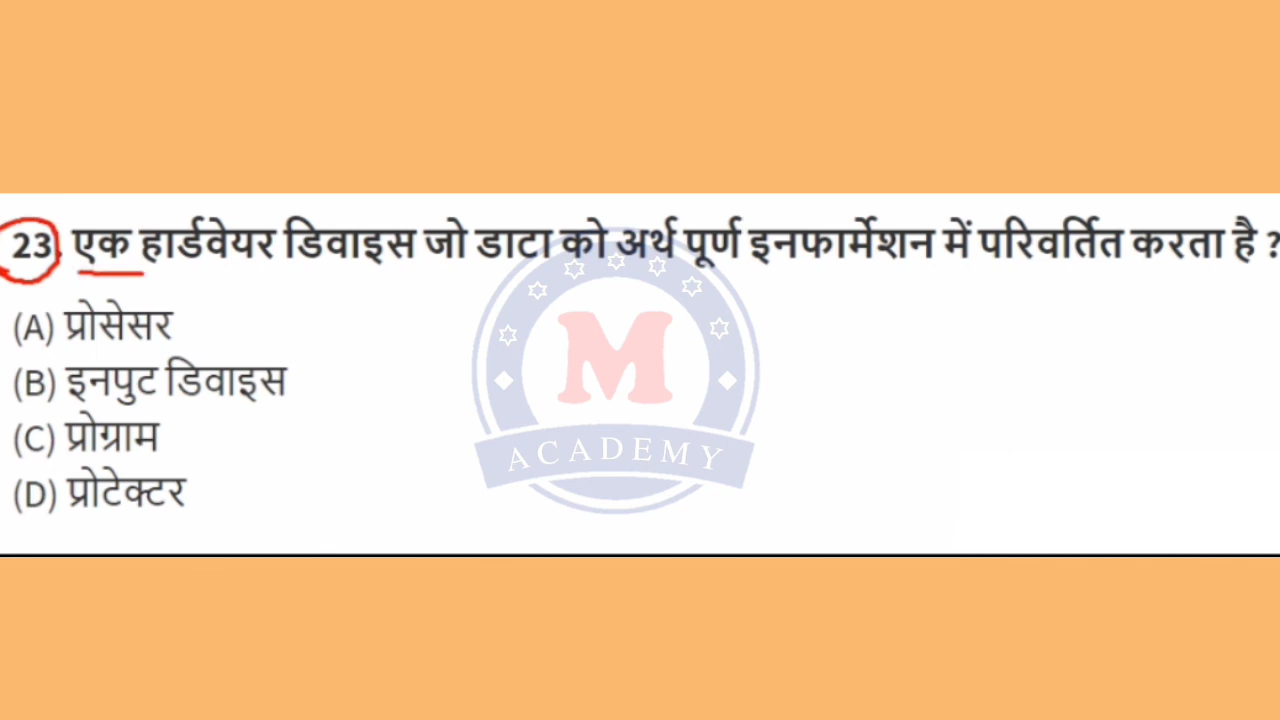 23. एक हार्डवेयर डिवाइस जो डाटा को अर्थ पूर्ण इनफार्मेशन में परिवर्तित करता है ?
(A) प्रोसेसर
(B) इनपुट डिवाइस
(C) प्रोग्राम
(D) प्रोटेक्टर
M
ACADEMY